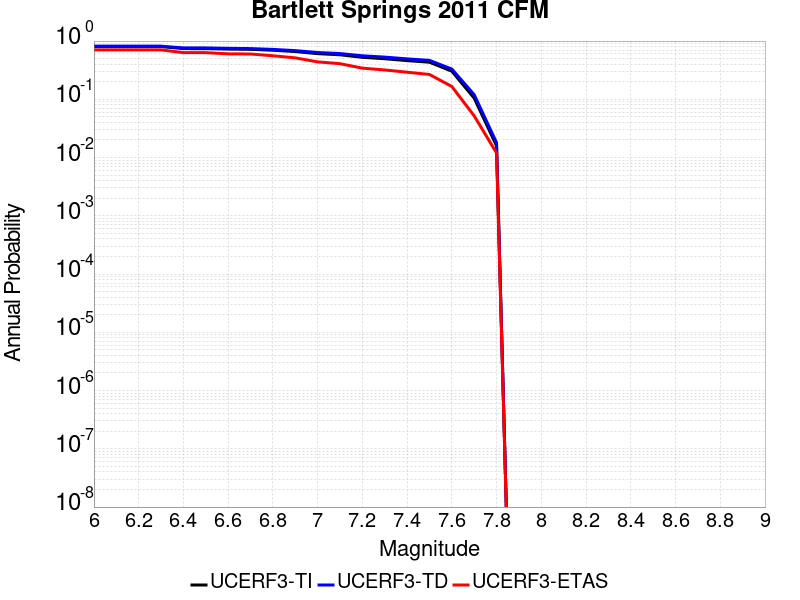 Bartlett Springs 2011 CFM
Annual Probability
10^0
10^-1
10^-2
10^-3
10^-4
10^-5
10^-6
10^-7
10^-8
6 6.2 6.4 6.6 6.8 7 7.2 7.4 7.6 7.8 8 8.2 8.4 8.6 8.8 9
Magnitude
UCERF3-TI UCERF3-TD UCERF3-ETAS